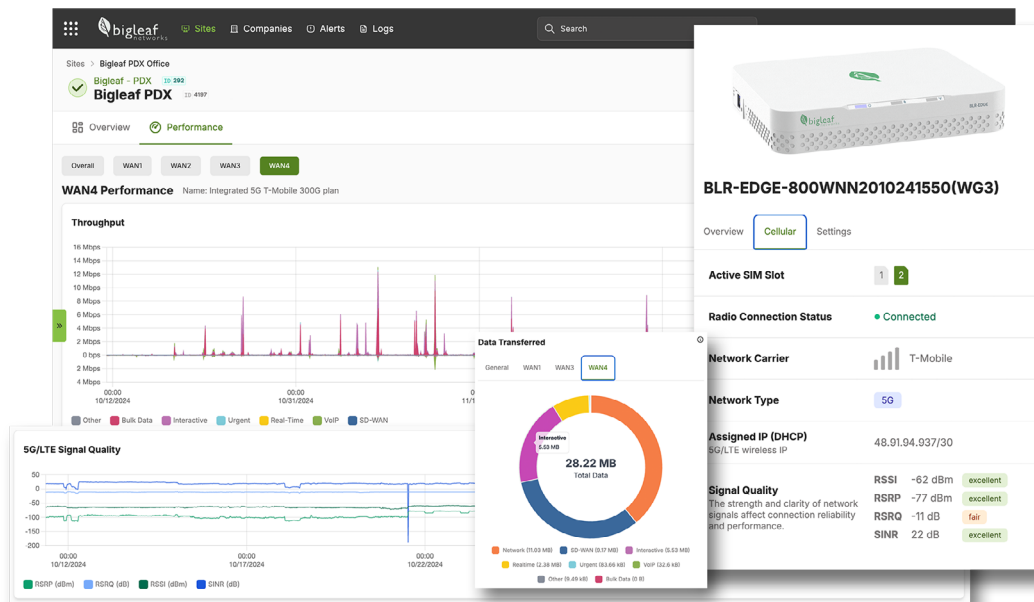 bigleaf
networks
Sites
Companies
Alerts
Logs
Search
Sites > Bigleaf PDX Office
Bigleaf - PDX ID: 292
Bigleaf PDX ID: 4197
Overview
Performance
Overall
WAN1
WAN2
WAN3
WAN4
WAN4 Performance Name: Integrated 5G T-Mobile 300G plan
Throughput
16 Mbps
14 Mbps
12 Mbps
10 Mbps
8 Mbps
6 Mbps
4 Mbps
2 Mbps
0 bps
2 Mbps
4 Mbps
00:00
10/12/2024
00:00
10/31/2024
11/1
Other
Bulk Data
Interactive
Urgent
Real-Time
VoIP
SD-WAN
5G/LTE Signal Quality
50
0
-50
-100
-150
-200
00:00
10/12/2024
00:00
10/17/2024
00:00
10/22/2024
RSRP (dBm)
RSRQ (dB)
RSSI (dBm)
SINR (dB)
Data Transferred
General
WAN1
WAN3
WAN4
Interactive
5.53 MB
28.22 MB
Total Data
Network (11.03 MB)
SD-WAN (9.17 MB)
Interactive (5.53 MB)
Realtime (2.38 MB)
Urgent (83.66 kB)
VoIP (32.6 kB)
Other (9.49 kB)
Bulk Data (0 B)
bigleaf
BLR-EDGE
BLR-EDGE-800WNN2010241550(WG3)
Overview
Cellular
Settings
Active SIM Slot
1
2
Radio Connection Status
Connected
Network Carrier
T-Mobile
Network Type
5G
Assigned IP (DHCP)
5G/LTE wireless IP
48.91.94.937/30
Signal Quality
The strength and clarity of network
signals affect connection reliability
and performance.
RSSI -62 dBm excellent
RSRP -77 dBm excellent
RSRQ -11 dB fair
SINR 22 dB excellent